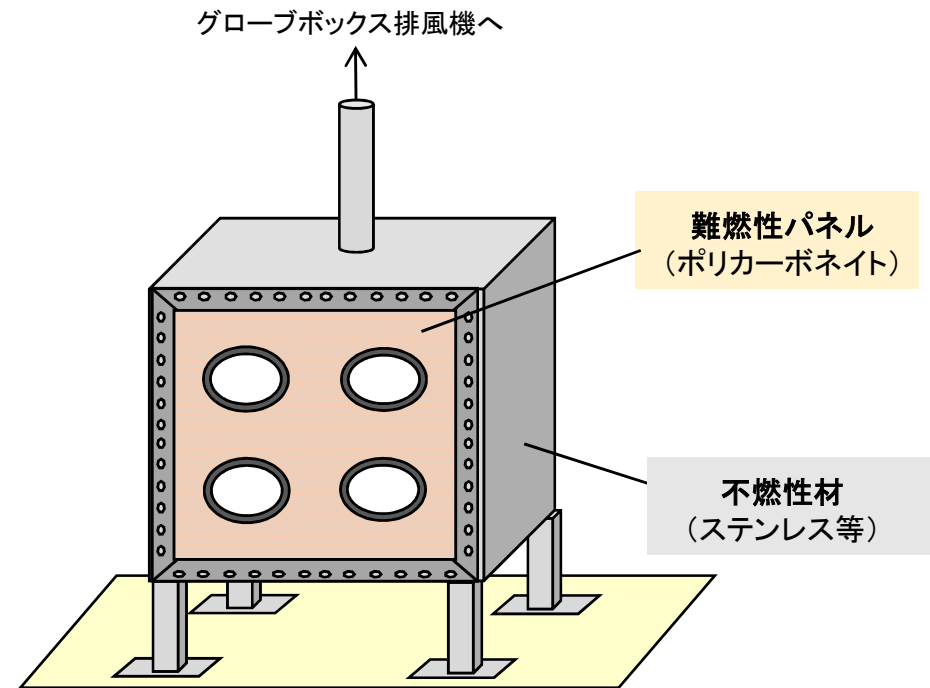 グローブボックス排風機へ
難燃性パネル
（ポリカーボネイト）
不燃性材
（ステンレス等）